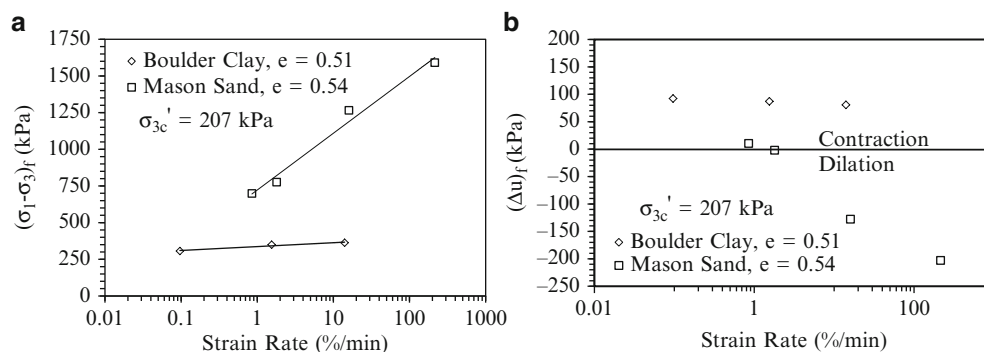 a
(σ₁-σ₃)f (kPa)
1750
1500
1250
1000
750
500
250
0
Boulder Clay, e = 0.51
Mason Sand, e = 0.54
σ₃c' = 207 kPa
0.01
0.1
1
10
100
1000
Strain Rate (%/min)
b
(Δu)f (kPa)
200
150
100
50
0
−50
−100
−150
−200
−250
Contraction
Dilation
σ₃c' = 207 kPa
Boulder Clay, e = 0.51
Mason Sand, e = 0.54
0.01
1
100
Strain Rate (%/min)